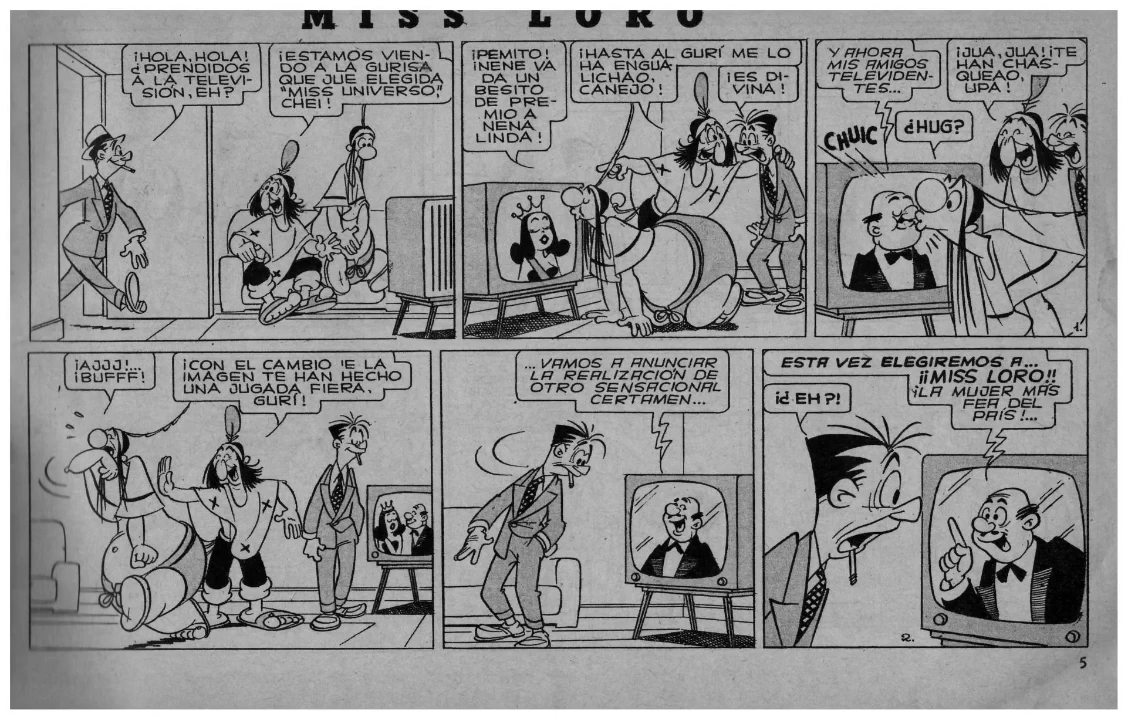 MISS LORO
¡HOLA, HOLA!
¿PRENDIDOS
A LA TELEVI-
SIÓN, EH?
¡ESTAMOS VIEN-
DO A LA GURISA
QUE JUE ELEGIDA
"MISS UNIVERSO,"
CHEI!
¡PEMITO!
¡NENE VA
DA UN
BESITO
DE PRE-
MIO A
NENA
LINDA!
¡HASTA AL GURÍ ME LO
HA ENGUA-
LICHAO,
CANEJO!
¡ES DI-
VINA!
Y AHORA
MIS AMIGOS
TELEVIDEN-
TES...
CHUIC
¿HUG?
¡JUA, JUA! ¡TE
HAN CHAS-
QUEAO,
UPA!
1.
¡AJJJ!...
¡BUFFF!
¡CON EL CAMBIO 'E LA
IMAGEN TE HAN HECHO
UNA JUGADA FIERA,
GURÍ!
...VAMOS A ANUNCIAR
LA REALIZACIÓN DE
OTRO SENSACIONAL
CERTAMEN...
ESTA VEZ ELEGIREMOS A...
¡¡MISS LORO!!
¡LA MUJER MÁS
FEA DEL
PAÍS!...
¡¿EH?!
2.
5